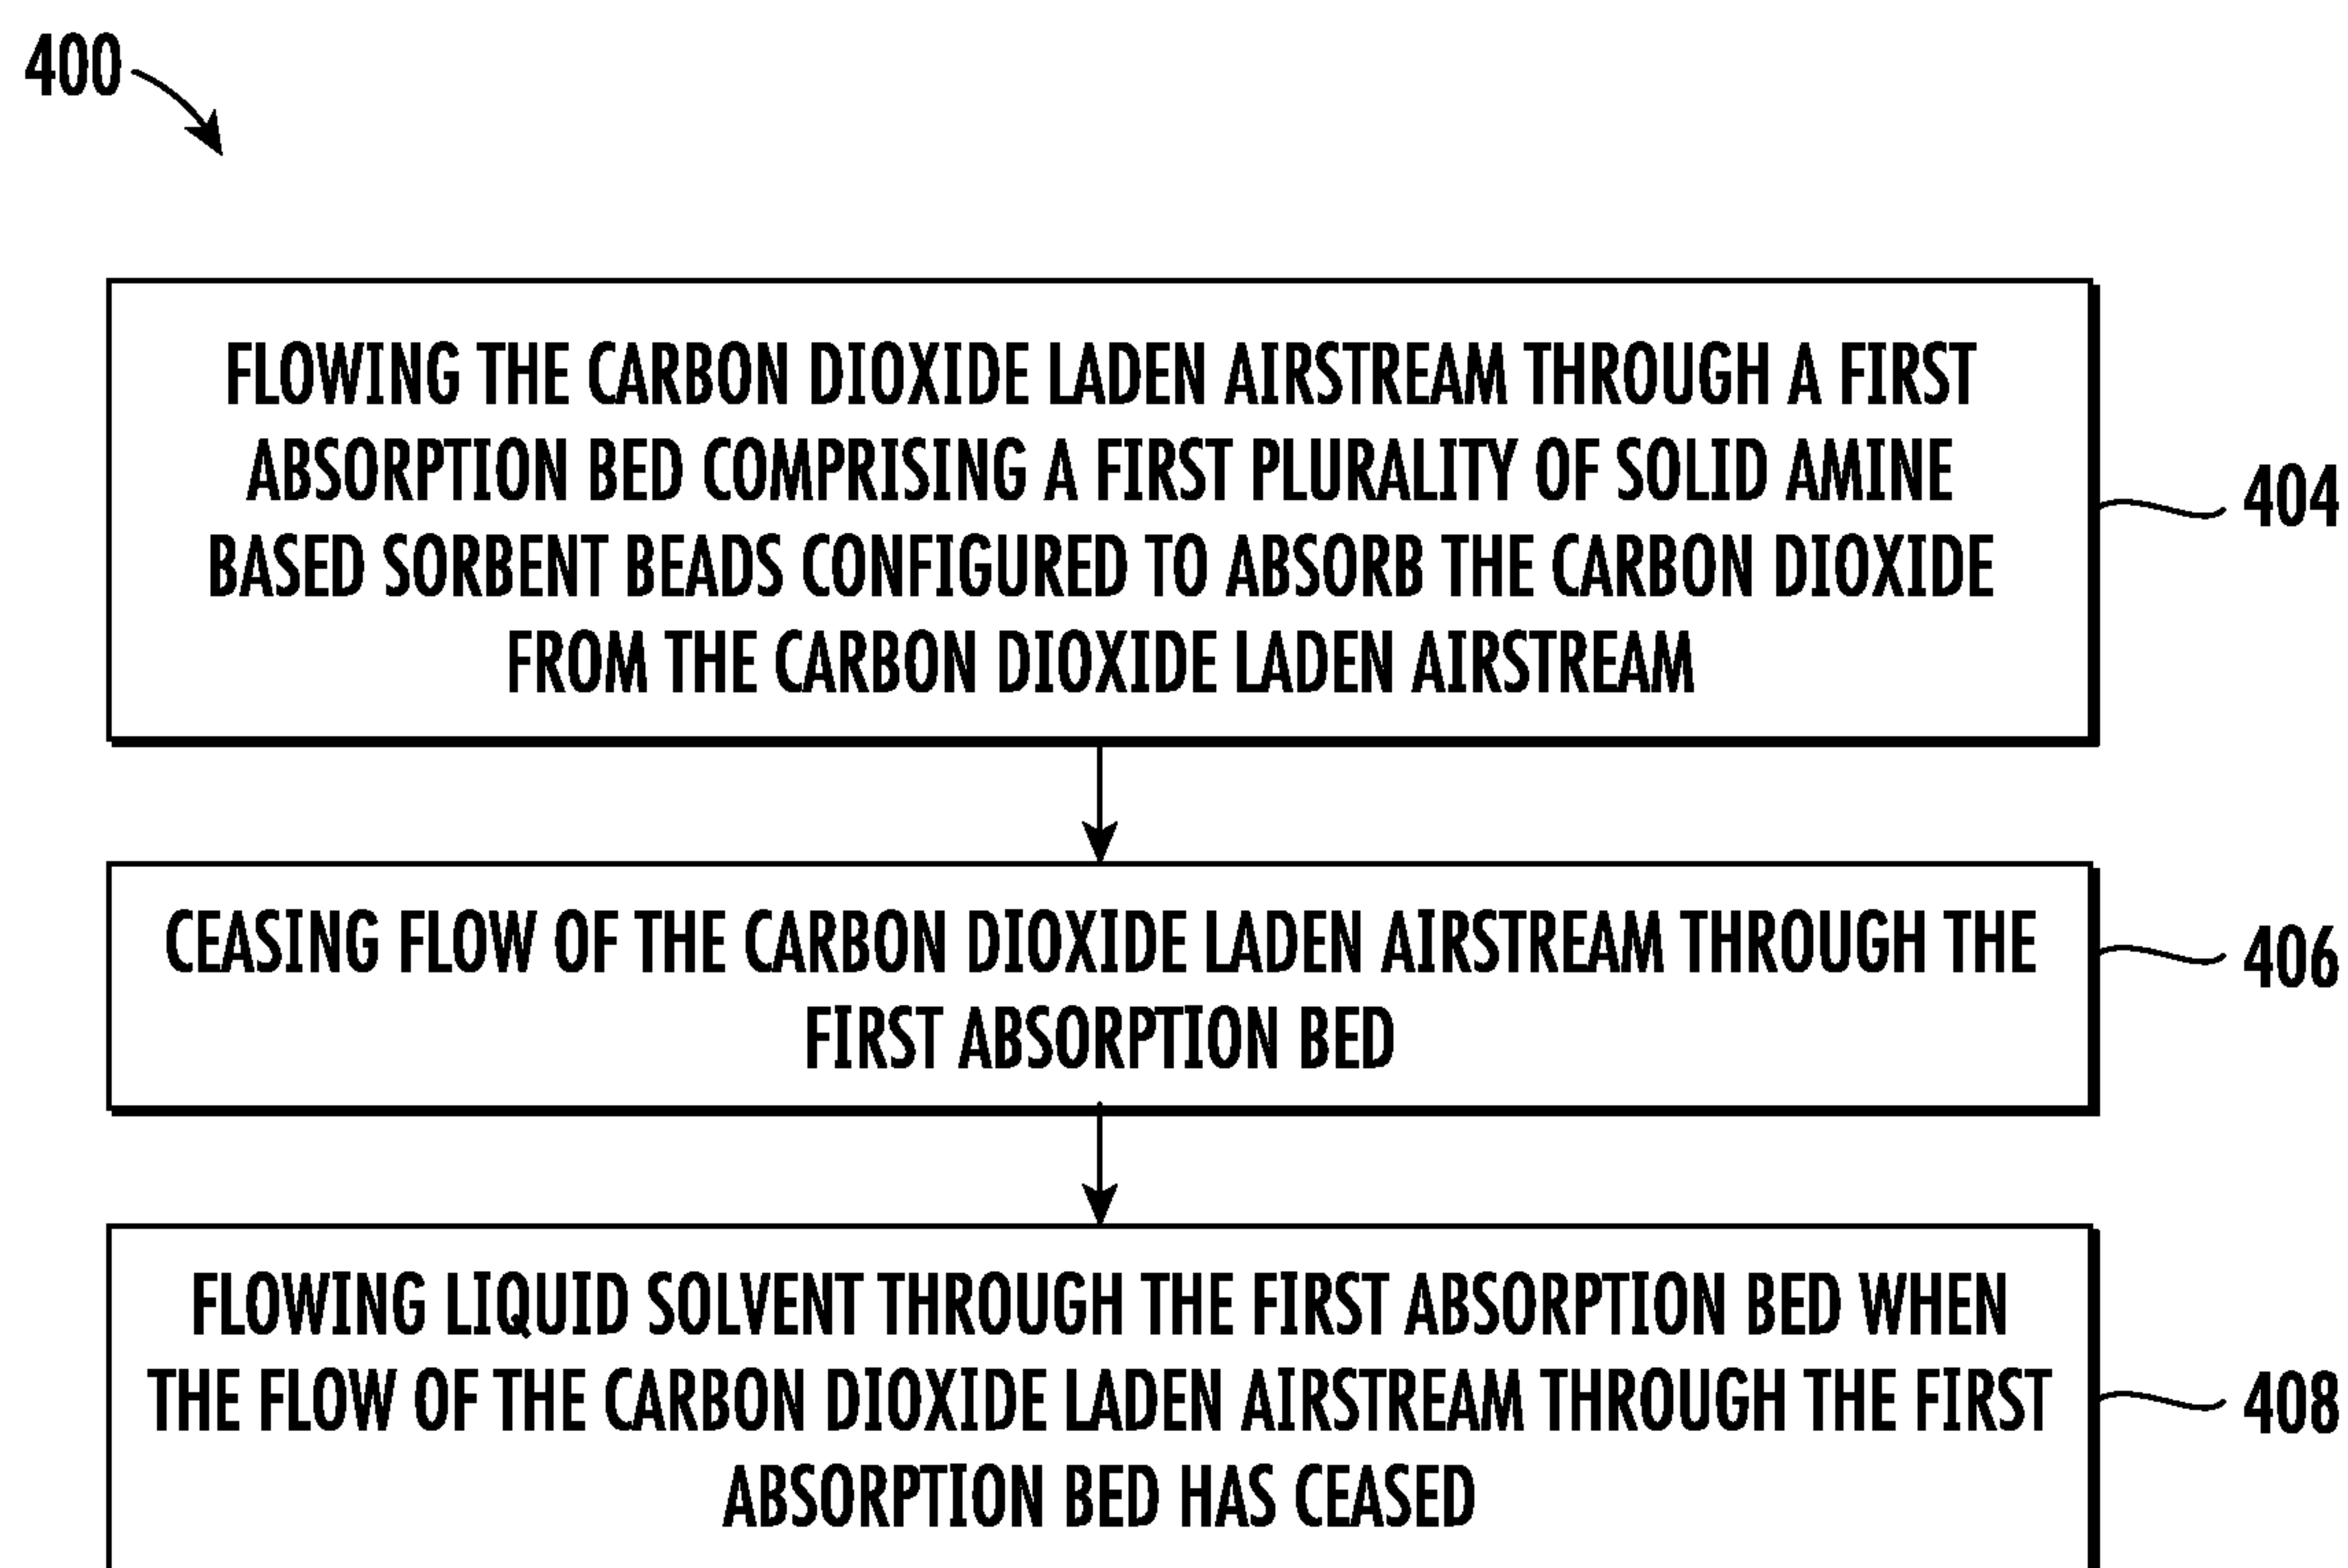 400
FLOWING THE CARBON DIOXIDE LADEN AIRSTREAM THROUGH A FIRST
ABSORPTION BED COMPRISING A FIRST PLURALITY OF SOLID AMINE
BASED SORBENT BEADS CONFIGURED TO ABSORB THE CARBON DIOXIDE
FROM THE CARBON DIOXIDE LADEN AIRSTREAM
404
CEASING FLOW OF THE CARBON DIOXIDE LADEN AIRSTREAM THROUGH THE
FIRST ABSORPTION BED
406
FLOWING LIQUID SOLVENT THROUGH THE FIRST ABSORPTION BED WHEN
THE FLOW OF THE CARBON DIOXIDE LADEN AIRSTREAM THROUGH THE FIRST
ABSORPTION BED HAS CEASED
408